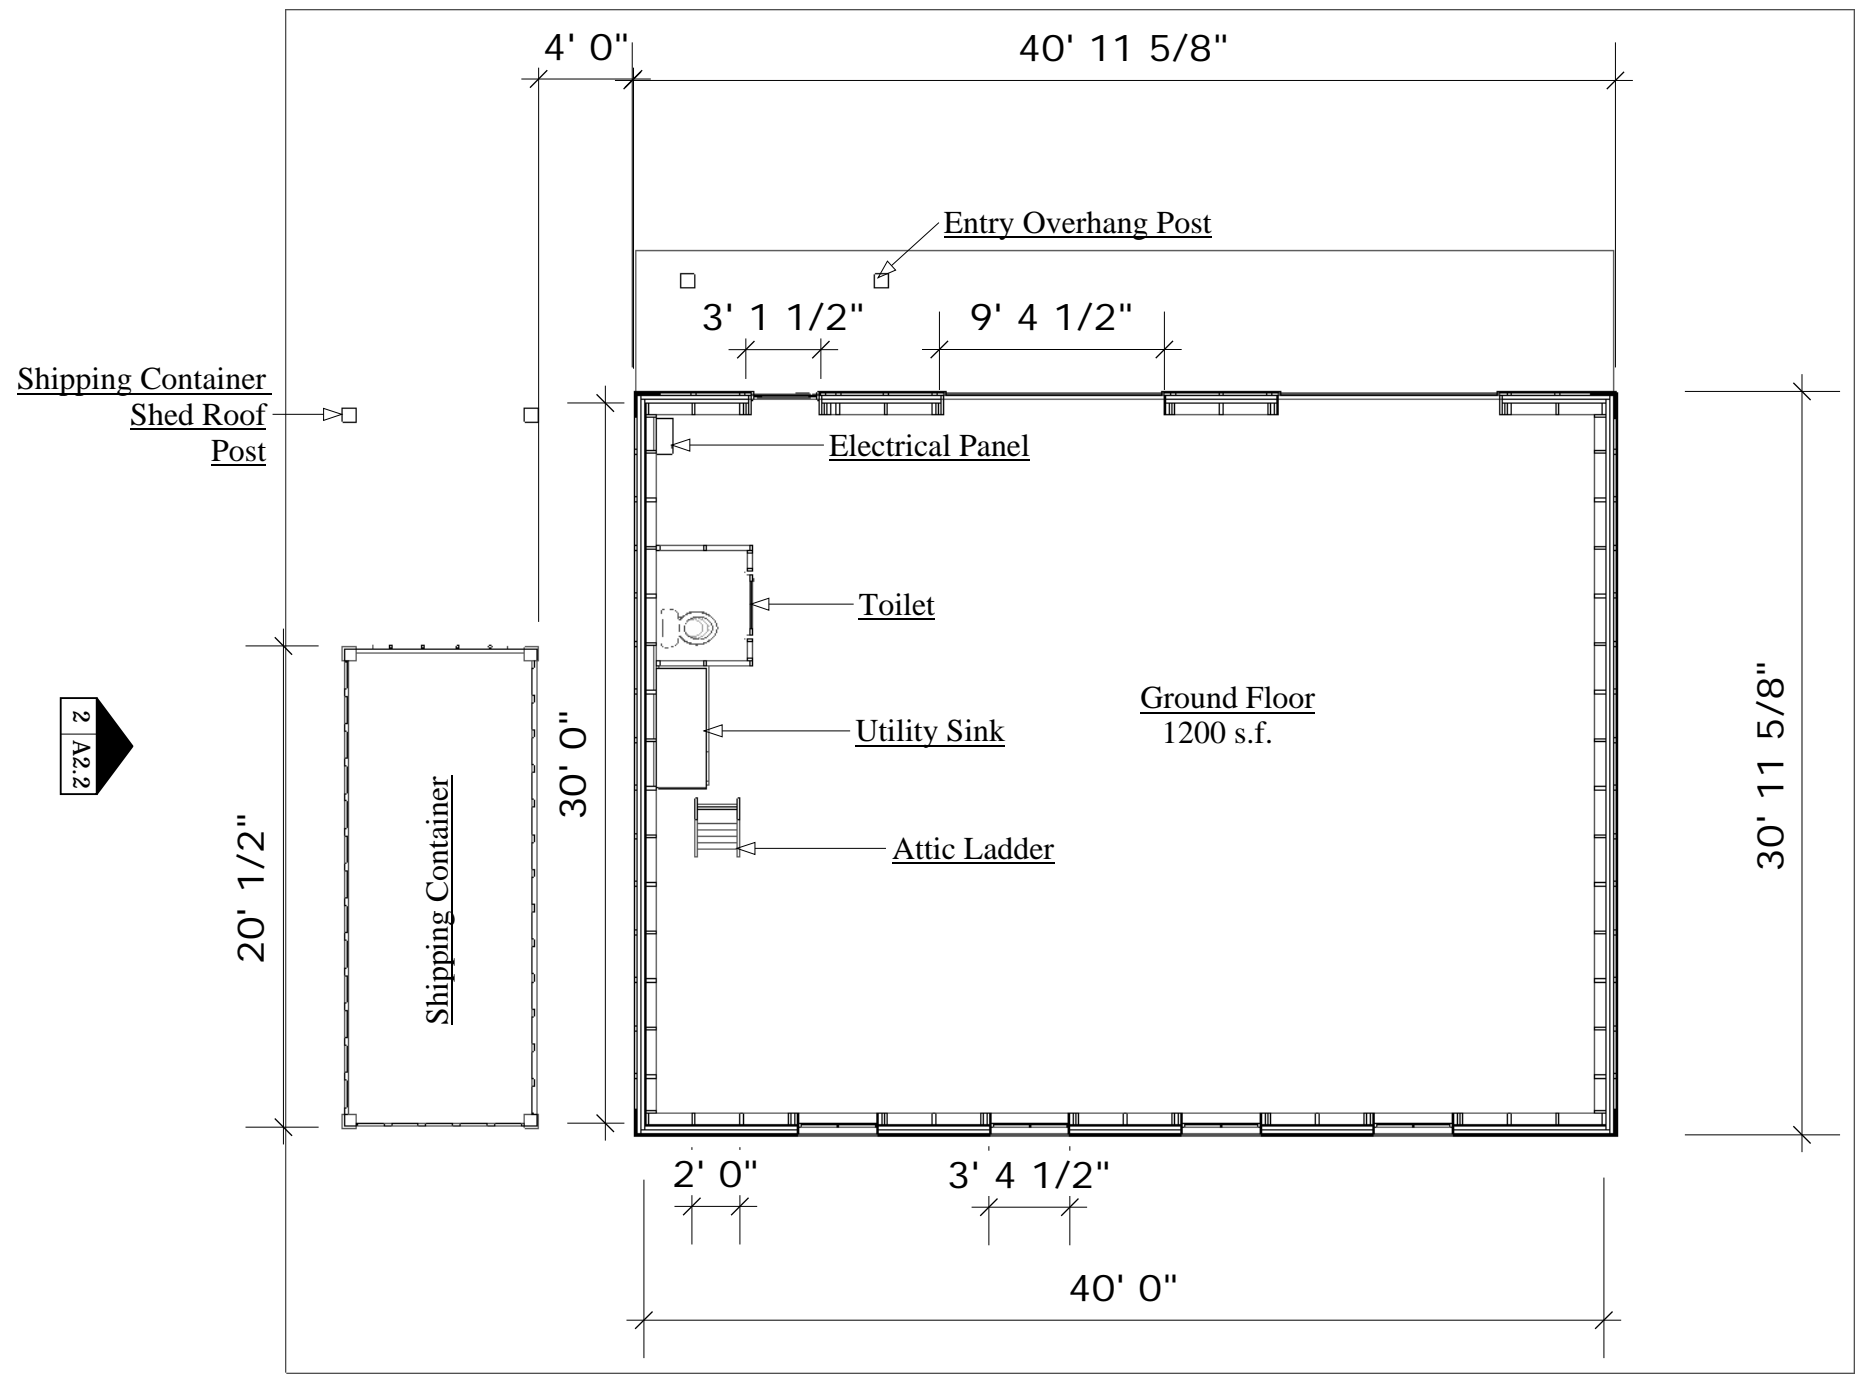 4' 0"
40' 11 5/8"
Entry Overhang Post
3' 1 1/2"
9' 4 1/2"
Shipping Container
Shed Roof
Post
Electrical Panel
Toilet
Ground Floor
1200 s.f.
Utility Sink
Attic Ladder
30' 11 5/8"
30' 0"
20' 1/2"
Shipping Container
2
A2.2
2' 0"
3' 4 1/2"
40' 0"